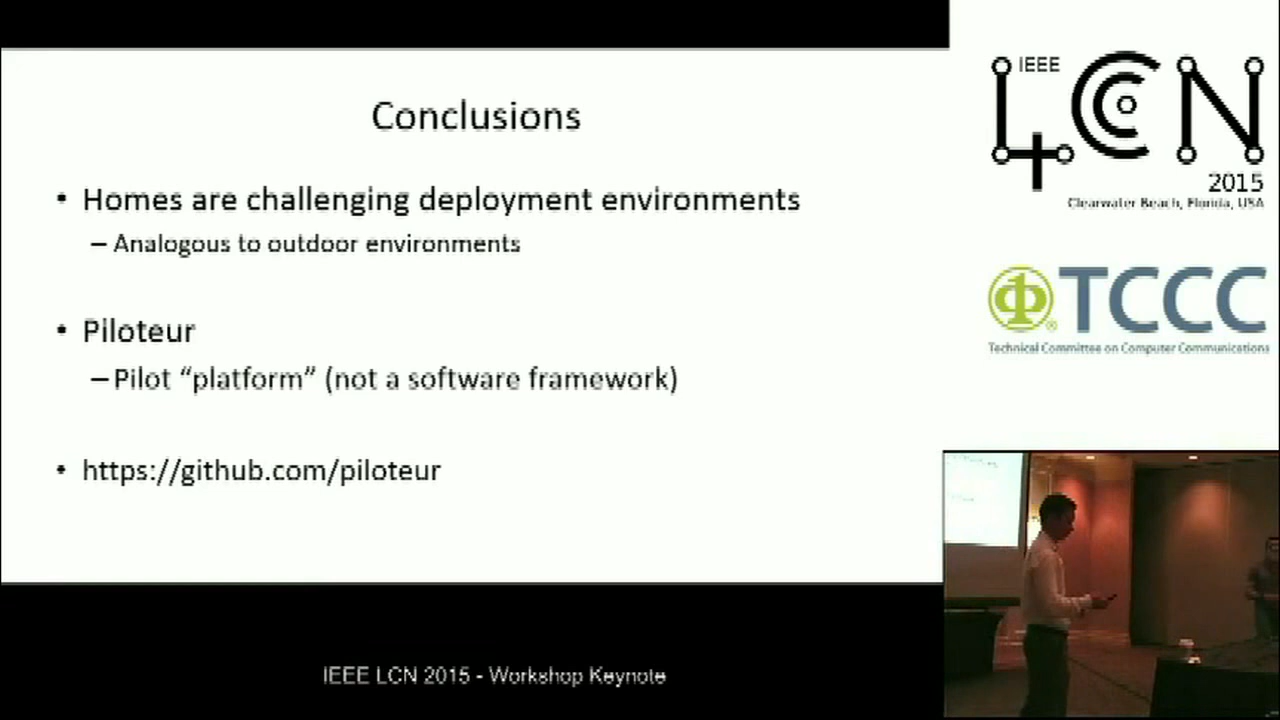 Conclusions
• Homes are challenging deployment environments
– Analogous to outdoor environments
• Piloteur
– Pilot “platform” (not a software framework)
• https://github.com/piloteur
IEEE
LCN
2015
Clearwater Beach, Florida, USA
TCCC
Technical Committee on Computer Communications
IEEE LCN 2015 - Workshop Keynote